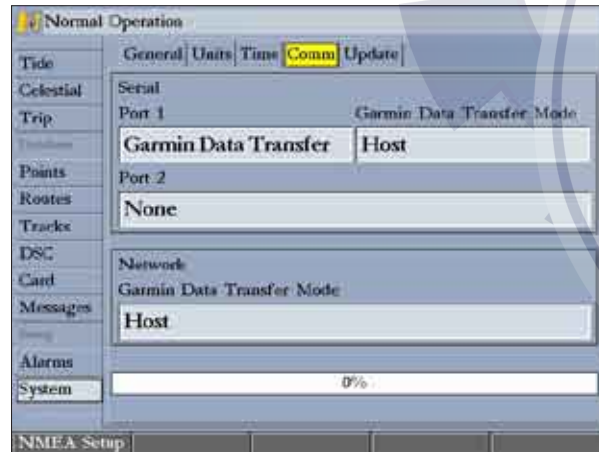 Normal Operation
General Units Time Comm Update
Tide
Celestial
Trip
Points
Routes
Tracks
DSC
Card
Messages
Alarms
System
Serial
Port 1 Garmin Data Transfer Mode
Garmin Data Transfer Host
Port 2
None
Network
Garmin Data Transfer Mode
Host
0%
NMEA Setup